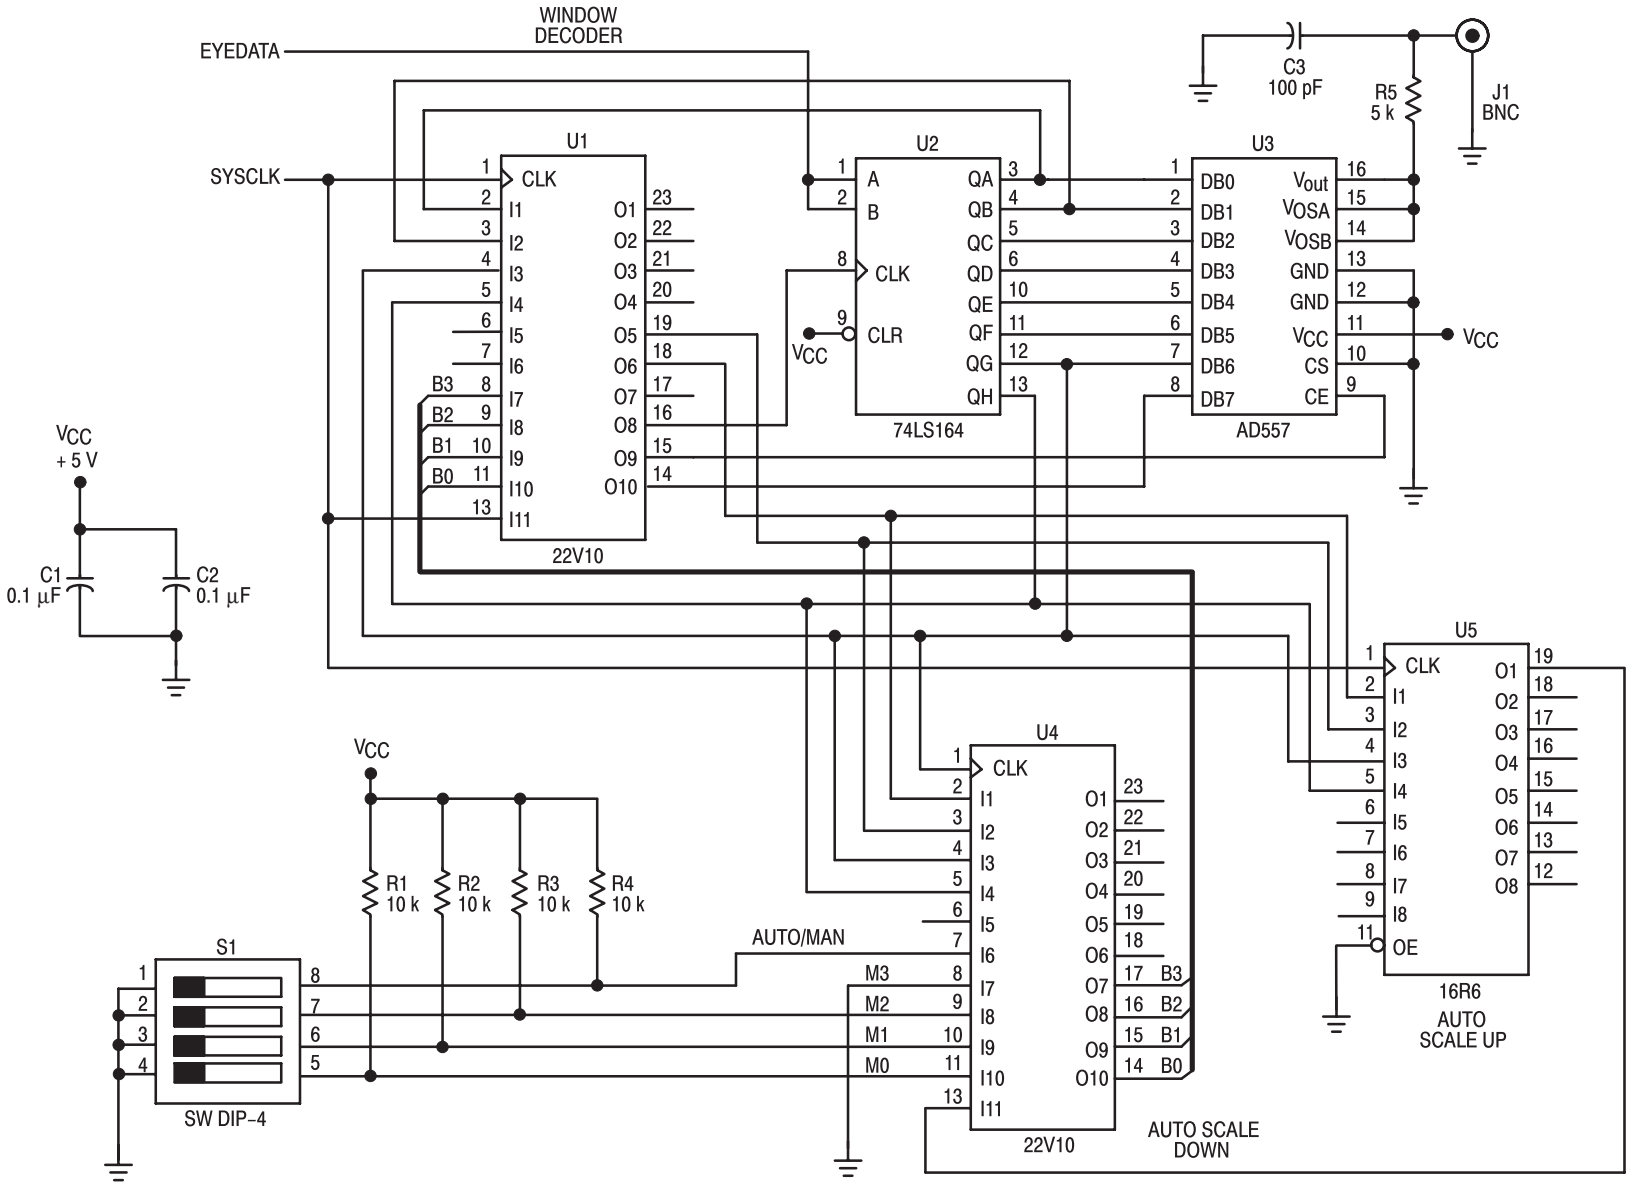 WINDOW
DECODER
EYEDATA
SYSCLK
C3
100 pF
R5
5 k
J1
BNC
U1
1 CLK
2 I1
3 I2
4 I3
5 I4
6 I5
7 I6
B3 8 I7
B2 9 I8
B1 10 I9
B0 11 I10
13 I11
O1 23
O2 22
O3 21
O4 20
O5 19
O6 18
O7 17
O8 16
O9 15
O10 14
22V10
U2
1 A
2 B
8 CLK
9 CLR
VCC
QA 3
QB 4
QC 5
QD 6
QE 10
QF 11
QG 12
QH 13
74LS164
U3
1 DB0
2 DB1
3 DB2
4 DB3
5 DB4
6 DB5
7 DB6
8 DB7
Vout 16
VOSA 15
VOSB 14
GND 13
GND 12
VCC 11
VCC
CS 10
CE 9
AD557
VCC
+ 5 V
C1
0.1 μF
C2
0.1 μF
VCC
R1
10 k
R2
10 k
R3
10 k
R4
10 k
S1
1 8
2 7
3 6
4 5
SW DIP–4
AUTO/MAN
M3
M2
M1
M0
U4
1 CLK
2 I1
3 I2
4 I3
5 I4
6 I5
7 I6
8 I7
9 I8
10 I9
11 I10
13 I11
O1 23
O2 22
O3 21
O4 20
O5 19
O6 18
O7 17 B3
O8 16 B2
O9 15 B1
O10 14 B0
22V10
AUTO SCALE
DOWN
U5
1 CLK
2 I1
3 I2
4 I3
5 I4
6 I5
7 I6
8 I7
9 I8
11 OE
O1 19
O2 18
O3 17
O4 16
O5 15
O6 14
O7 13
O8 12
16R6
AUTO
SCALE UP